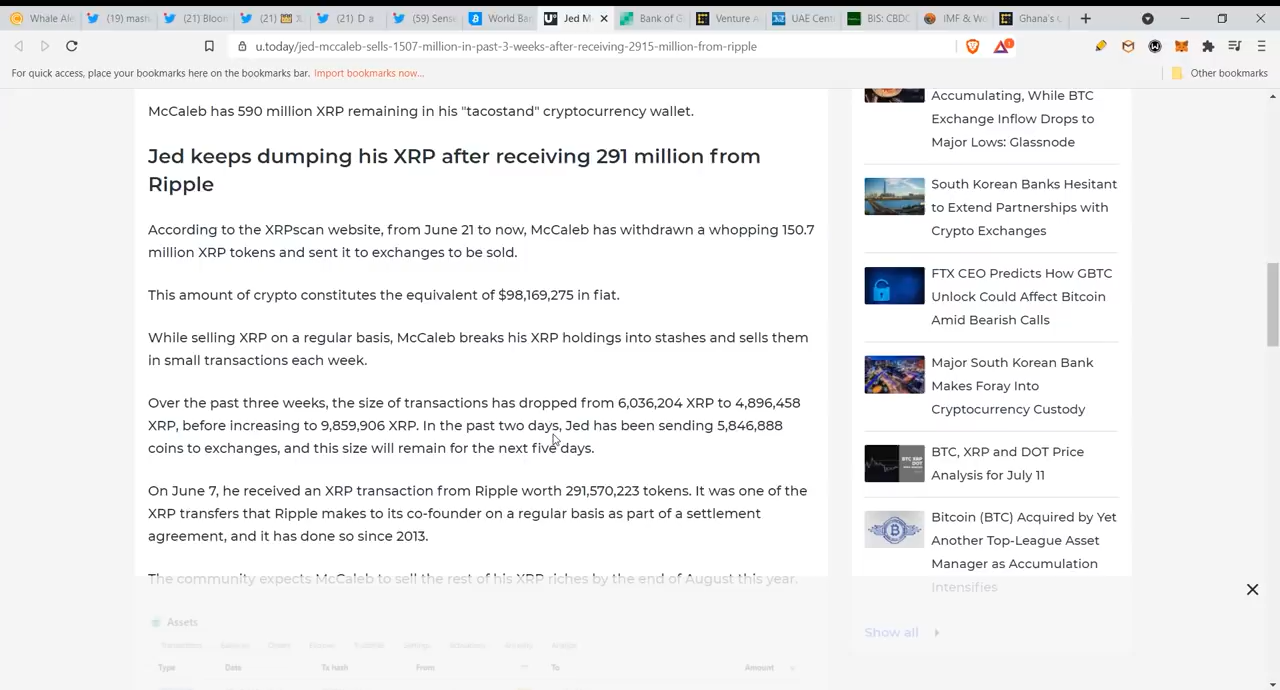 Whale Ale
(19) mash
(21) Bloon
(21)
(21) D a
(59) Sense
World Ban
Jed M
Bank of G
Venture A
UAE Cent
BIS: CBDC
IMF & Wo
Ghana's C
u.today/jed-mccaleb-sells-1507-million-in-past-3-weeks-after-receiving-2915-million-from-ripple
For quick access, place your bookmarks here on the bookmarks bar. Import bookmarks now...
Other bookmarks
McCaleb has 590 million XRP remaining in his "tacostand" cryptocurrency wallet.
Jed keeps dumping his XRP after receiving 291 million from
Ripple
According to the XRPscan website, from June 21 to now, McCaleb has withdrawn a whopping 150.7
million XRP tokens and sent it to exchanges to be sold.
This amount of crypto constitutes the equivalent of $98,169,275 in fiat.
While selling XRP on a regular basis, McCaleb breaks his XRP holdings into stashes and sells them
in small transactions each week.
Over the past three weeks, the size of transactions has dropped from 6,036,204 XRP to 4,896,458
XRP, before increasing to 9,859,906 XRP. In the past two days, Jed has been sending 5,846,888
coins to exchanges, and this size will remain for the next five days.
On June 7, he received an XRP transaction from Ripple worth 291,570,223 tokens. It was one of the
XRP transfers that Ripple makes to its co-founder on a regular basis as part of a settlement
agreement, and it has done so since 2013.
The community expects McCaleb to sell the rest of his XRP riches by the end of August this year.
Assets
Type Date Tx hash From To Amount
Accumulating, While BTC
Exchange Inflow Drops to
Major Lows: Glassnode
South Korean Banks Hesitant
to Extend Partnerships with
Crypto Exchanges
FTX CEO Predicts How GBTC
Unlock Could Affect Bitcoin
Amid Bearish Calls
Major South Korean Bank
Makes Foray Into
Cryptocurrency Custody
BTC, XRP and DOT Price
Analysis for July 11
Bitcoin (BTC) Acquired by Yet
Another Top-League Asset
Manager as Accumulation
Intensifies
Show all